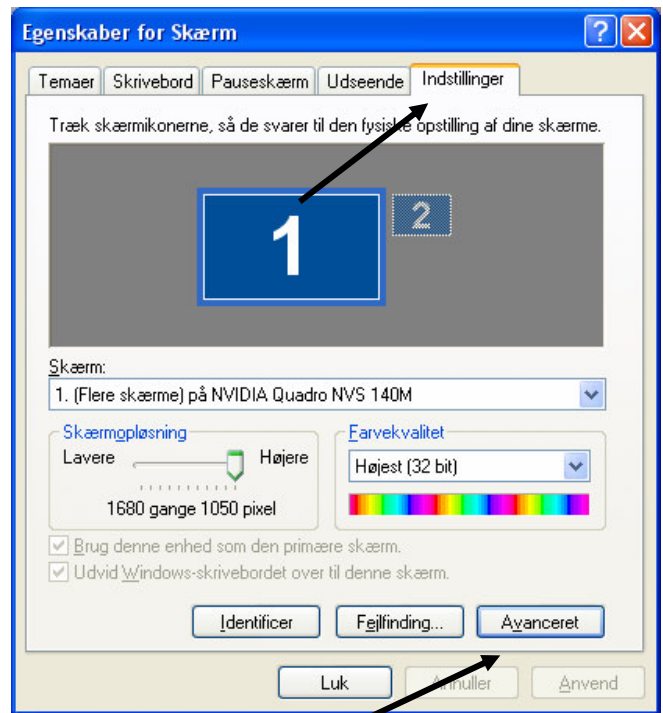 Egenskaber for Skærm
Temaer Skrivebord Pauseskærm Udseende Indstillinger
Træk skærmikonerne, så de svarer til den fysiske opstilling af dine skærme.
1 2
Skærm:
1. (Flere skærme) på NVIDIA Quadro NVS 140M
Skærmopløsning Farvekvalitet
Lavere Højere Højest (32 bit)
1680 gange 1050 pixel
Brug denne enhed som den primære skærm.
Udvid Windows-skrivebordet over til denne skærm.
Identificer Fejlfinding... Avanceret
Luk Annuller Anvend